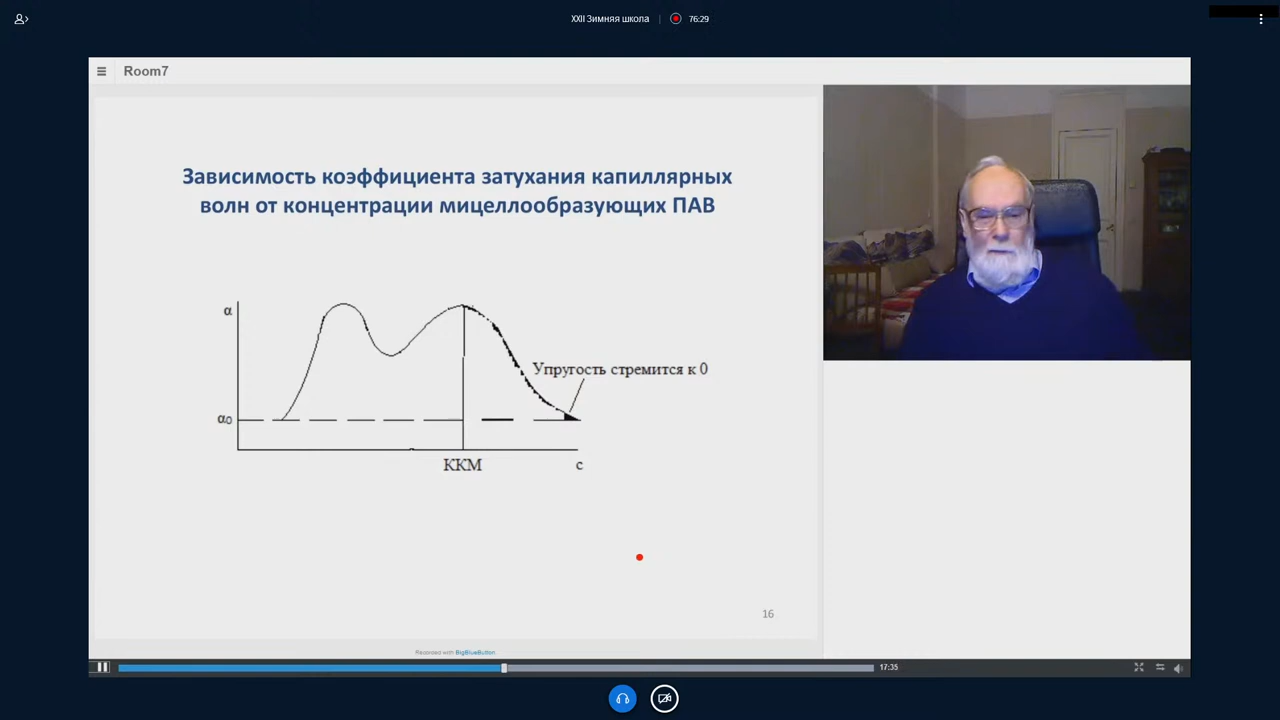 XXII Зимняя школа
76:29
Room7
Зависимость коэффициента затухания капиллярных
волн от концентрации мицеллообразующих ПАВ
α
Упругость стремится к 0
α₀
ККМ
c
16
Recorded with BigBlueButton.
17:35